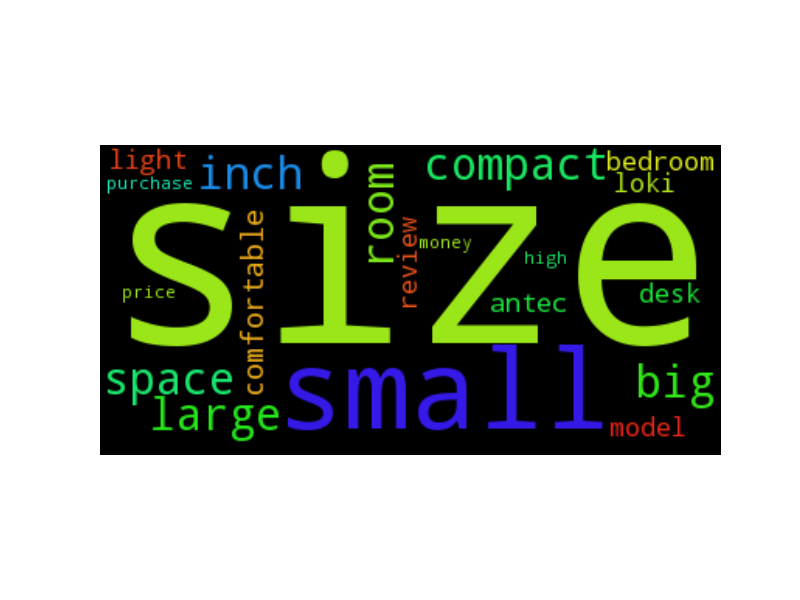 light
purchase
inch
room
compact
bedroom
loki
size
comfortable
review
money
high
price
antec
desk
space
large
small
big
model